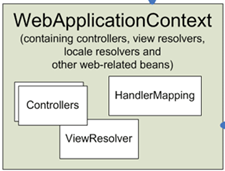 WebApplicationContext
(containing controllers, view resolvers,
locale resolvers and
other web-related beans)
HandlerMapping
Controllers
ViewResolver